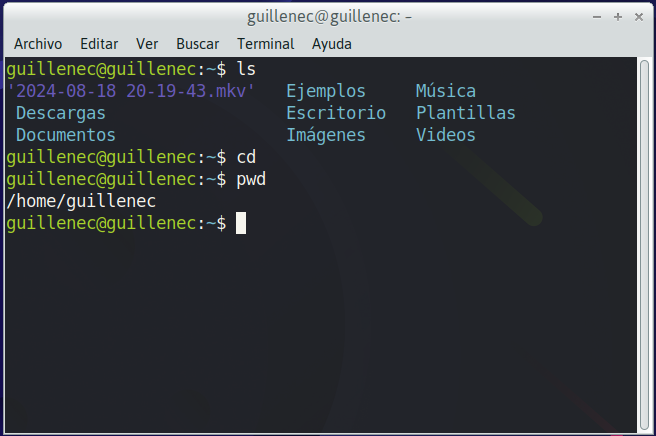 guillenec@guillenec: ~
Archivo Editar Ver Buscar Terminal Ayuda
guillenec@guillenec:~$ ls
'2024-08-18 20-19-43.mkv' Ejemplos Música
Descargas Escritorio Plantillas
Documentos Imágenes Videos
guillenec@guillenec:~$ cd
guillenec@guillenec:~$ pwd
/home/guillenec
guillenec@guillenec:~$